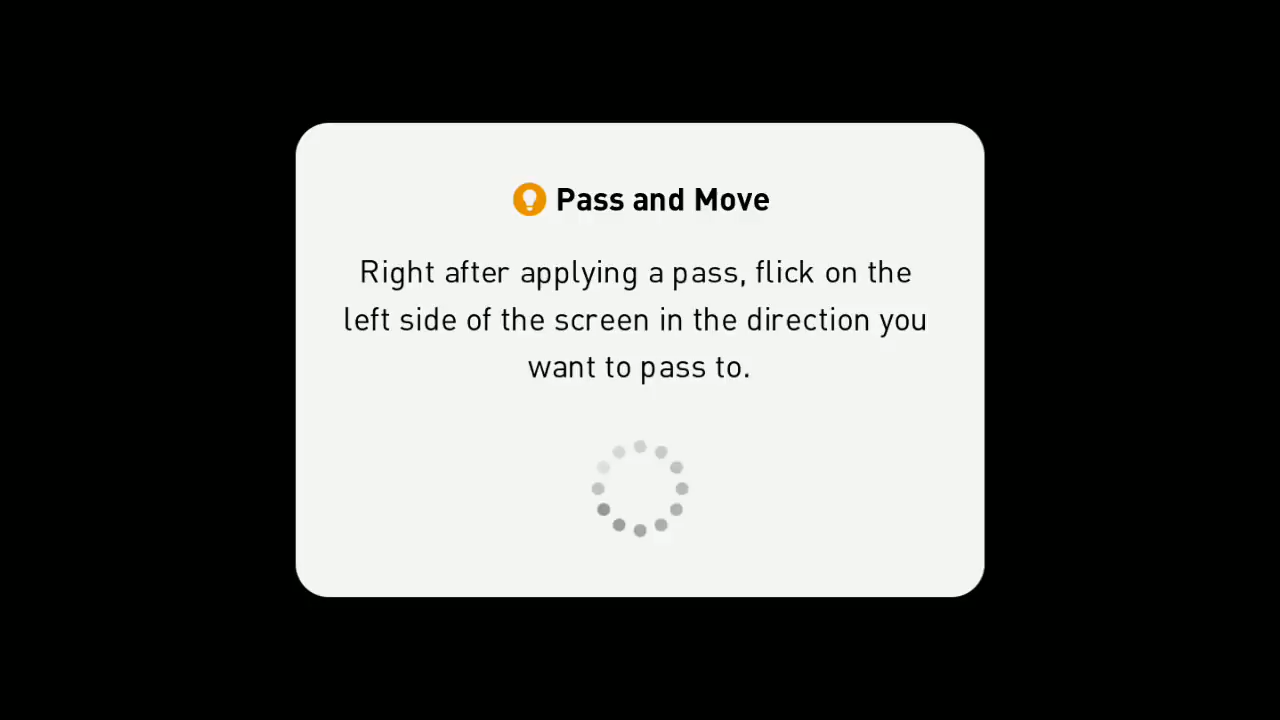 Pass and Move
Right after applying a pass, flick on the
left side of the screen in the direction you
want to pass to.